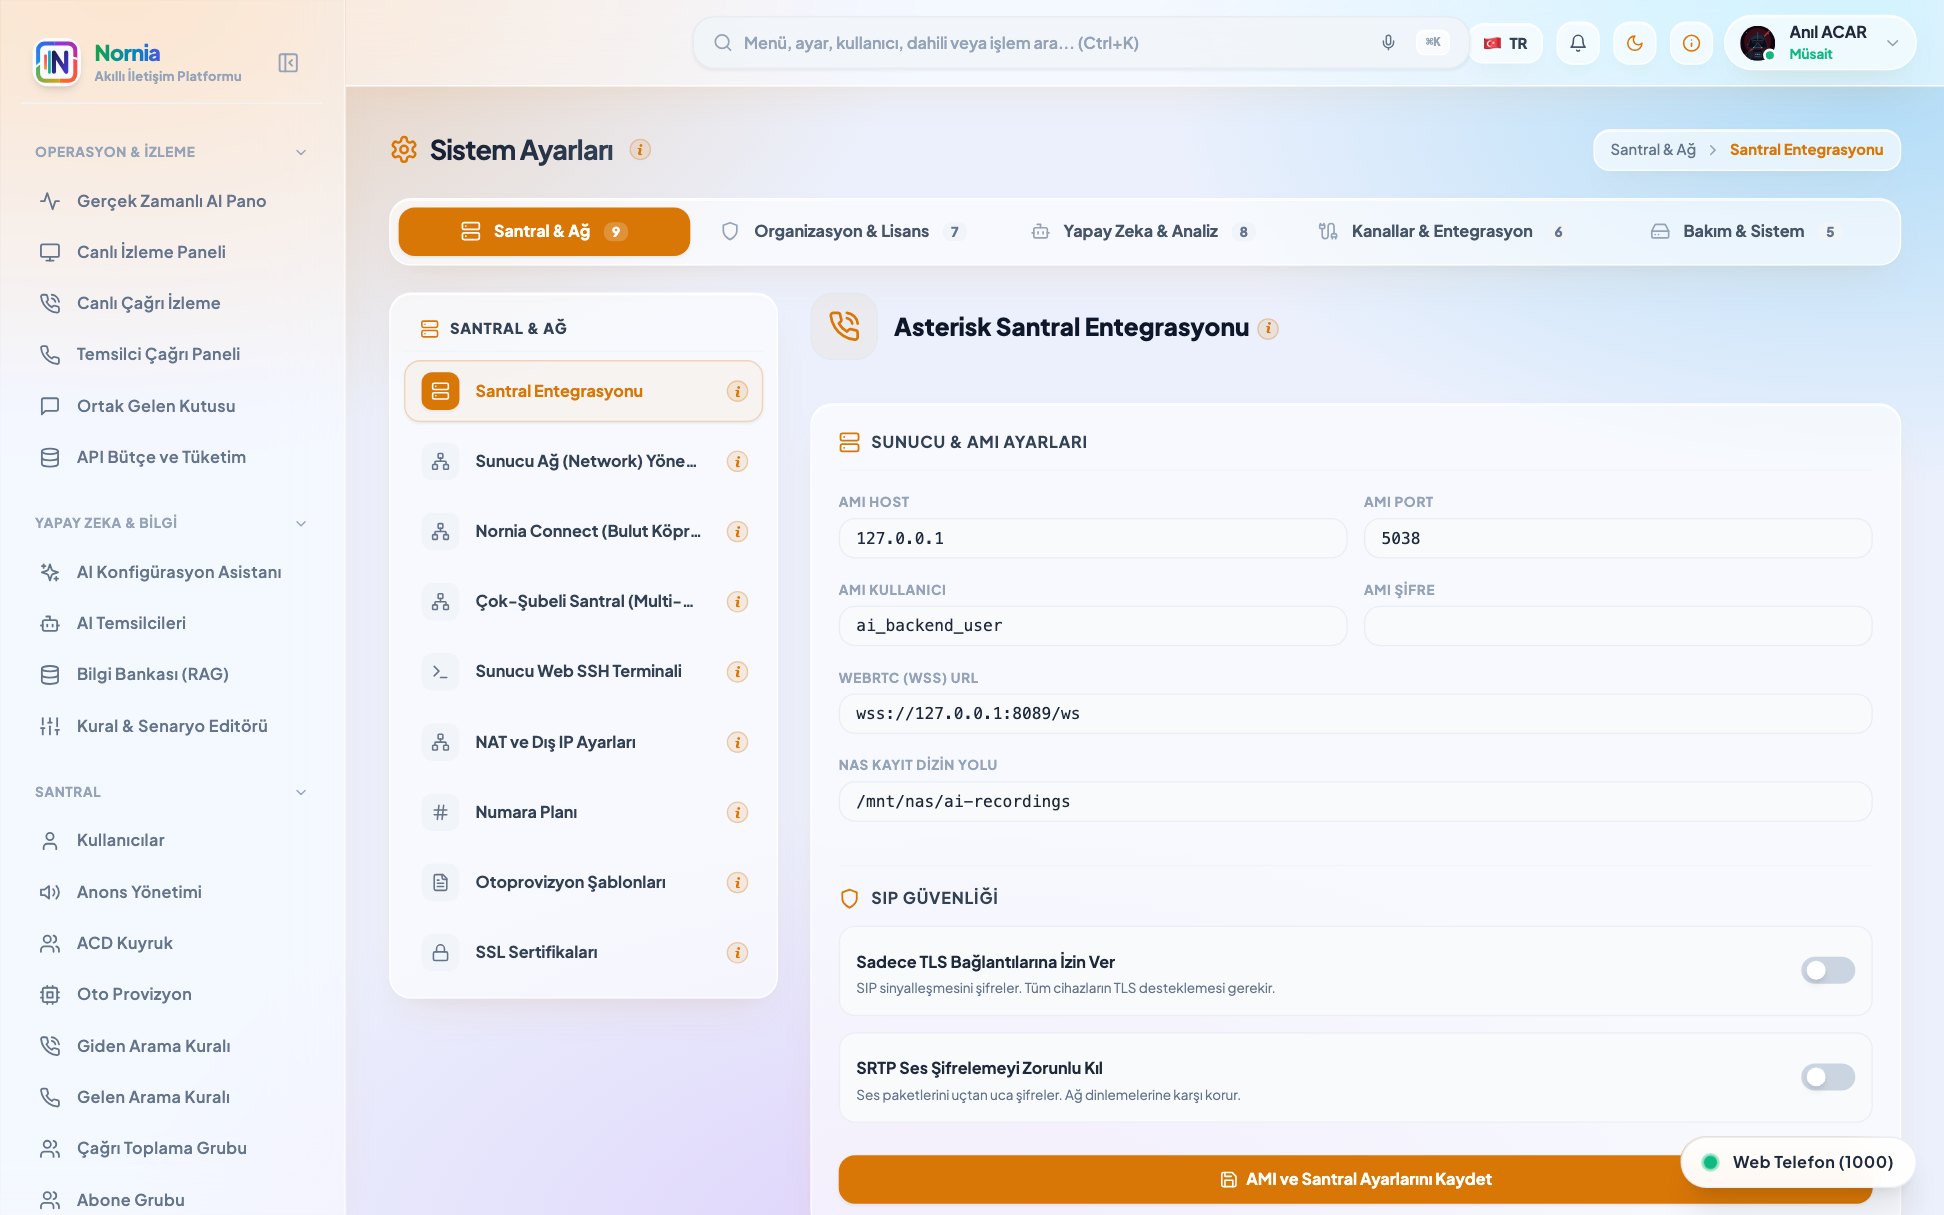 Nornia
Akıllı İletişim Platformu
OPERASYON & İZLEME
Gerçek Zamanlı AI Pano
Canlı İzleme Paneli
Canlı Çağrı İzleme
Temsilci Çağrı Paneli
Ortak Gelen Kutusu
API Bütçe ve Tüketim
YAPAY ZEKA & BİLGİ
AI Konfigürasyon Asistanı
AI Temsilcileri
Bilgi Bankası (RAG)
Kural & Senaryo Editörü
SANTRAL
Kullanıcılar
Anons Yönetimi
ACD Kuyruk
Oto Provizyon
Giden Arama Kuralı
Gelen Arama Kuralı
Çağrı Toplama Grubu
Abone Grubu
Menü, ayar, kullanıcı, dahili veya işlem ara... (Ctrl+K)
⌘K
TR
Anıl ACAR
Müsait
Sistem Ayarları
Santral & Ağ > Santral Entegrasyonu
Santral & Ağ 9
Organizasyon & Lisans 7
Yapay Zeka & Analiz 8
Kanallar & Entegrasyon 6
Bakım & Sistem 5
SANTRAL & AĞ
Santral Entegrasyonu
Sunucu Ağ (Network) Yöne...
Nornia Connect (Bulut Köpr...
Çok-Şubeli Santral (Multi-...
Sunucu Web SSH Terminali
NAT ve Dış IP Ayarları
Numara Planı
Otoprovizyon Şablonları
SSL Sertifikaları
Asterisk Santral Entegrasyonu
SUNUCU & AMI AYARLARI
AMI HOST
127.0.0.1
AMI PORT
5038
AMI KULLANICI
ai_backend_user
AMI ŞİFRE
WEBRTC (WSS) URL
wss://127.0.0.1:8089/ws
NAS KAYIT DİZİN YOLU
/mnt/nas/ai-recordings
SIP GÜVENLİĞİ
Sadece TLS Bağlantılarına İzin Ver
SIP sinyalleşmesini şifreler. Tüm cihazların TLS desteklemesi gerekir.
SRTP Ses Şifrelemeyi Zorunlu Kıl
Ses paketlerini uçtan uca şifreler. Ağ dinlemelerine karşı korur.
AMI ve Santral Ayarlarını Kaydet
Web Telefon (1000)